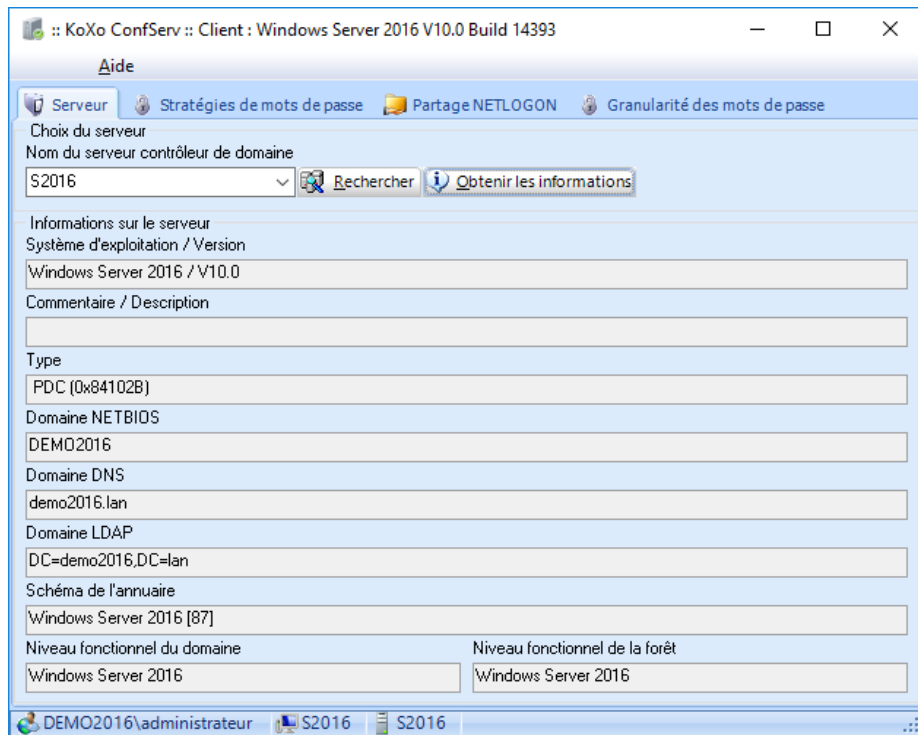 :: KoXo ConfServ :: Client : Windows Server 2016 V10.0 Build 14393
Aide
Serveur Stratégies de mots de passe Partage NETLOGON Granularité des mots de passe
Choix du serveur
Nom du serveur contrôleur de domaine
S2016 Rechercher Obtenir les informations
Informations sur le serveur
Système d'exploitation / Version
Windows Server 2016 / V10.0
Commentaire / Description
Type
PDC (0x84102B)
Domaine NETBIOS
DEMO2016
Domaine DNS
demo2016.lan
Domaine LDAP
DC=demo2016,DC=lan
Schéma de l'annuaire
Windows Server 2016 [87]
Niveau fonctionnel du domaine Niveau fonctionnel de la forêt
Windows Server 2016 Windows Server 2016
DEMO2016\administrateur S2016 S2016